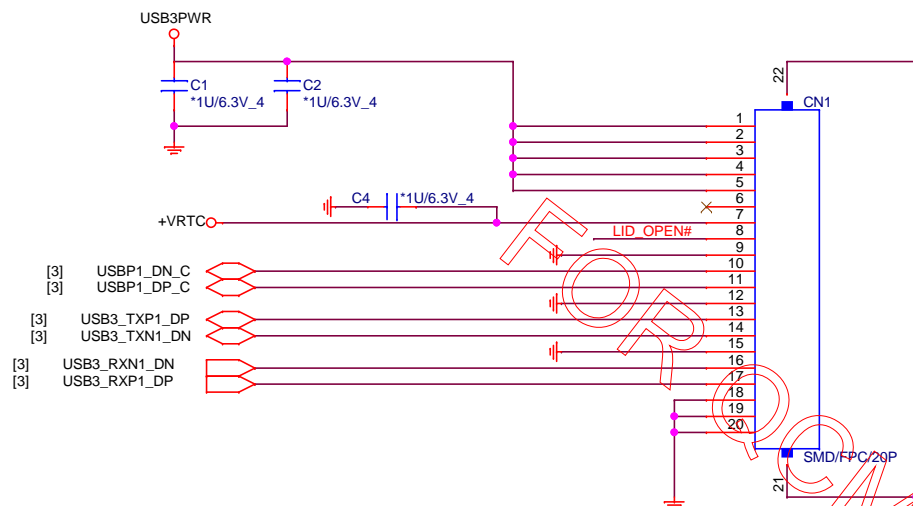 USB3PWR
C1
*1U/6.3V_4
C2
*1U/6.3V_4
22
CN1
1
2
3
4
5
6
C4
*1U/6.3V_4
+VRTC
7
LID_OPEN#
8
9
[3] USBP1_DN_C
10
[3] USBP1_DP_C
11
12
[3] USB3_TXP1_DP
13
[3] USB3_TXN1_DN
14
15
[3] USB3_RXN1_DN
16
[3] USB3_RXP1_DP
17
18
19
20
SMD/FPC/20P
21
FOR QCM